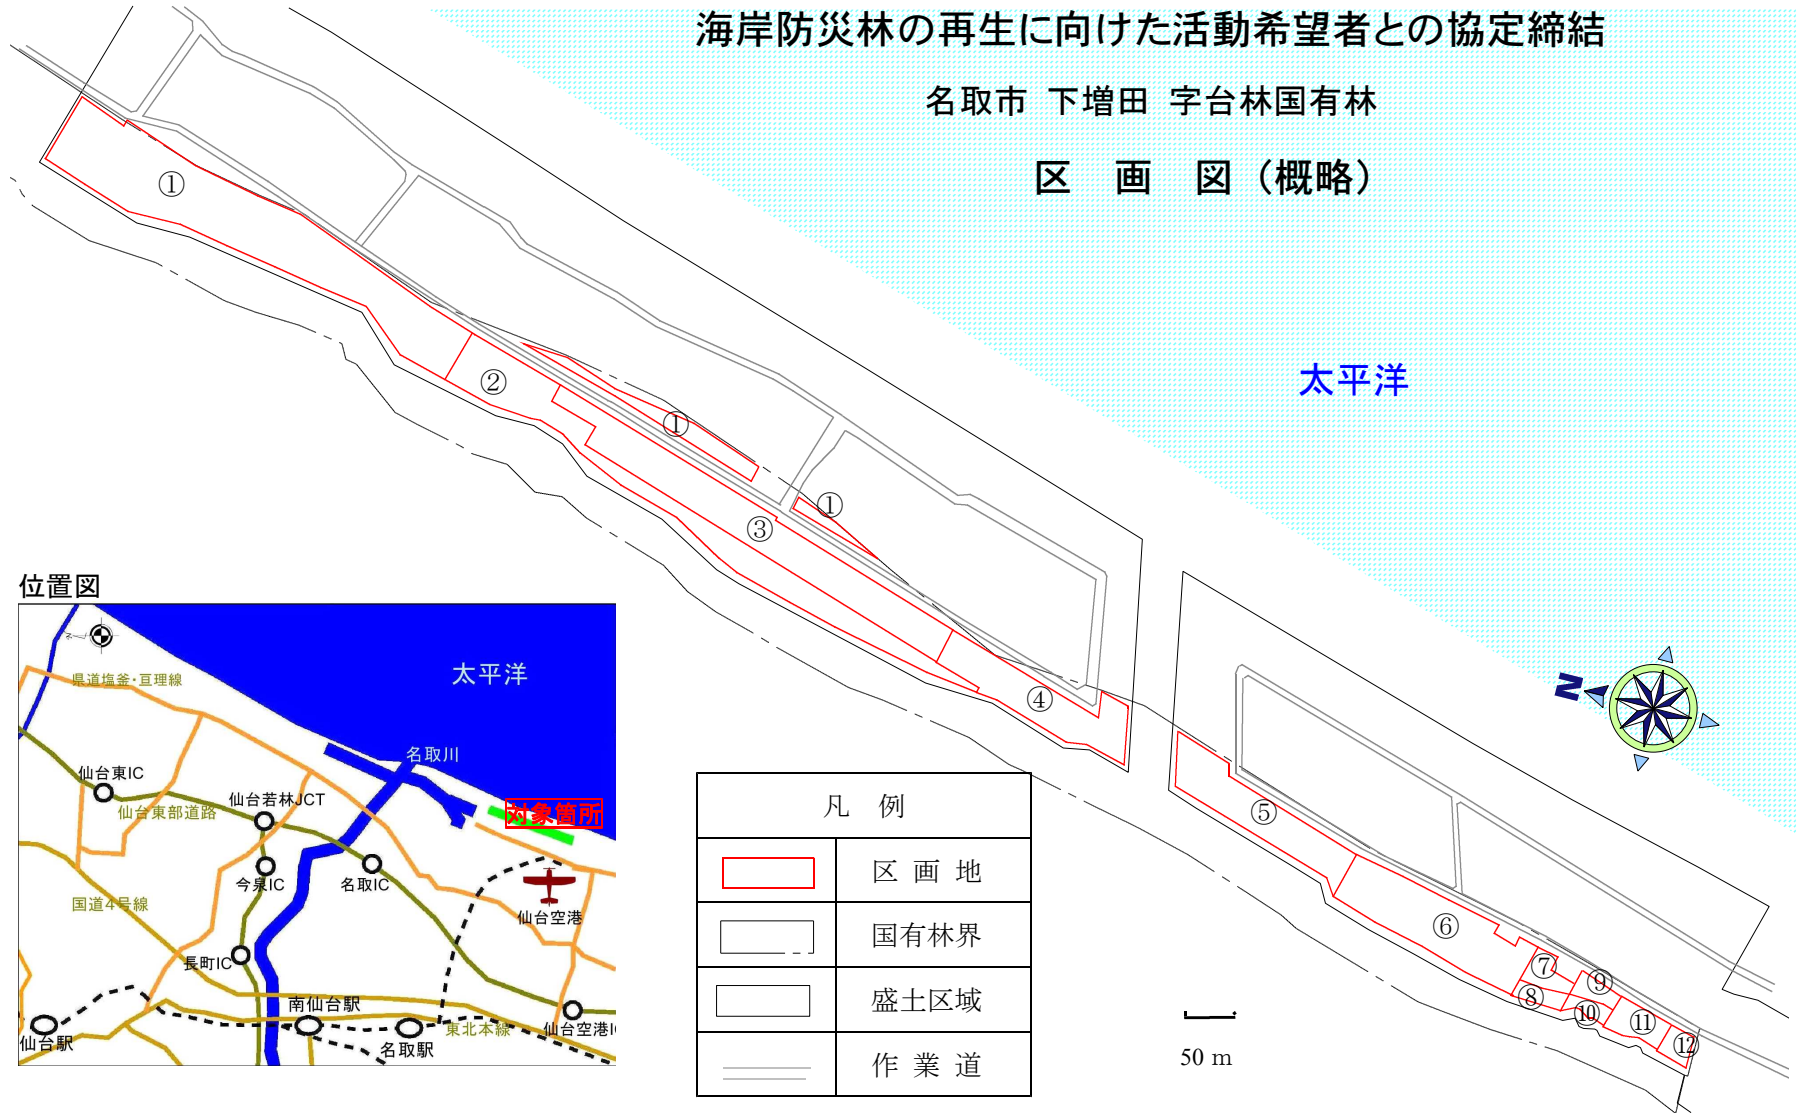 海岸防災林の再生に向けた活動希望者との協定締結
名取市 下増田 字台林国有林
区 画 図（概略）
①
②
①
太平洋
①
③
④
N
⑤
⑥
⑦
⑧
⑨
⑩
⑪
⑫
50 m
位置図
太平洋
県道塩釜・亘理線
名取川
仙台東IC
仙台若林JCT
仙台東部道路
対象箇所
今泉IC
名取IC
国道4号線
仙台空港
長町IC
南仙台駅
仙台駅
名取駅
東北本線
仙台空港I
凡 例
区 画 地
国有林界
盛土区域
作 業 道